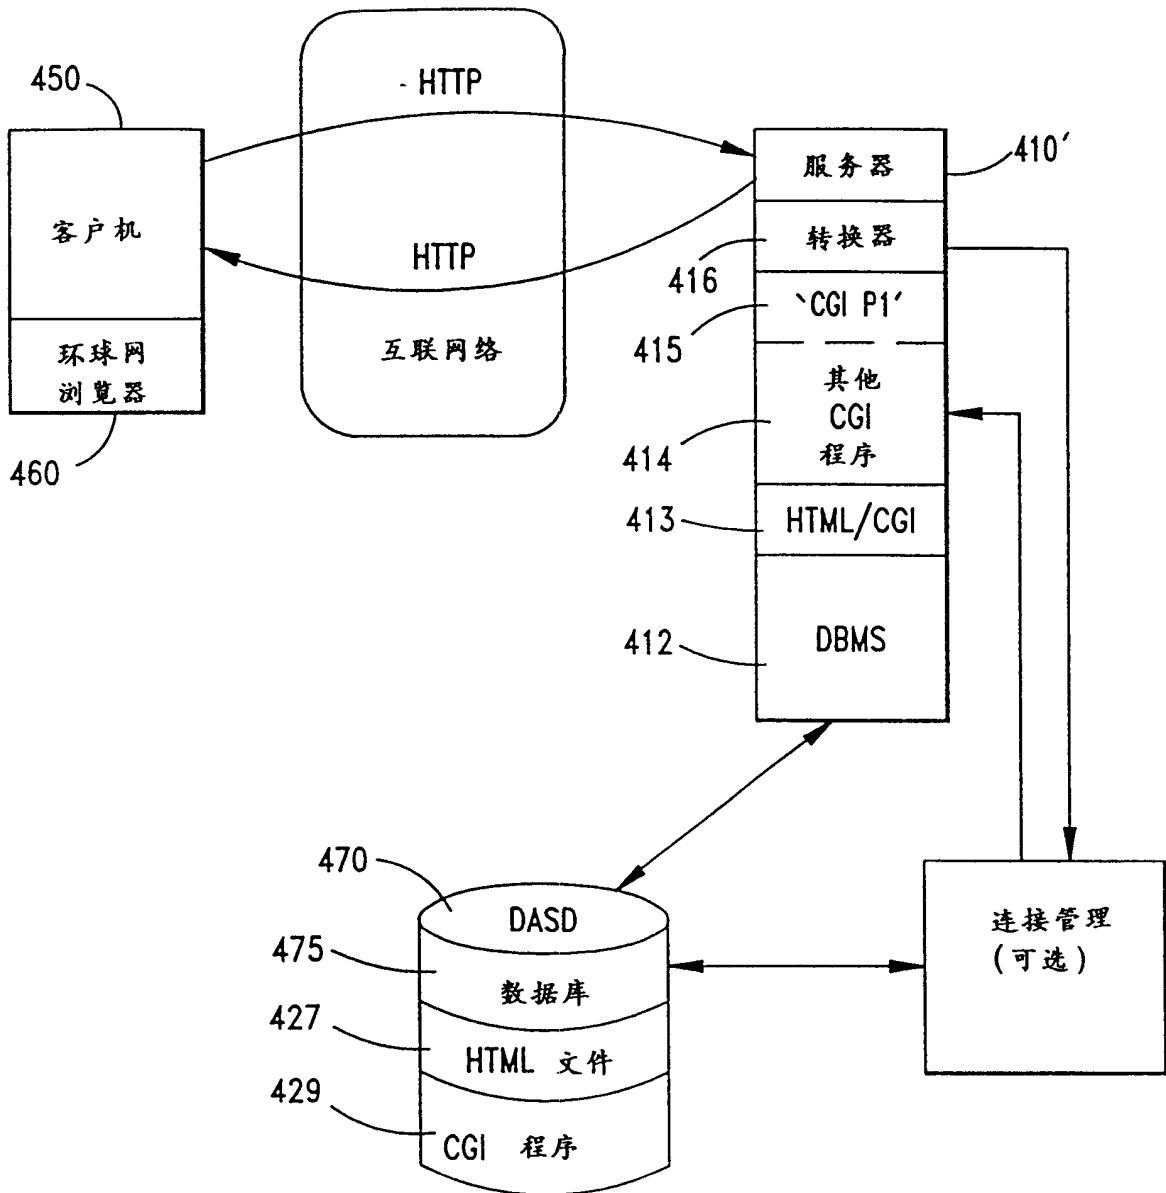 450
客户机
环球网
浏览器
460
HTTP
HTTP
互联网络
服务器
410′
转换器
416
`CGI P1′
415
其他
CGI
程序
414
HTML/CGI
413
DBMS
412
470
DASD
475
数据库
427
HTML 文件
429
CGI 程序
连接管理
(可选)